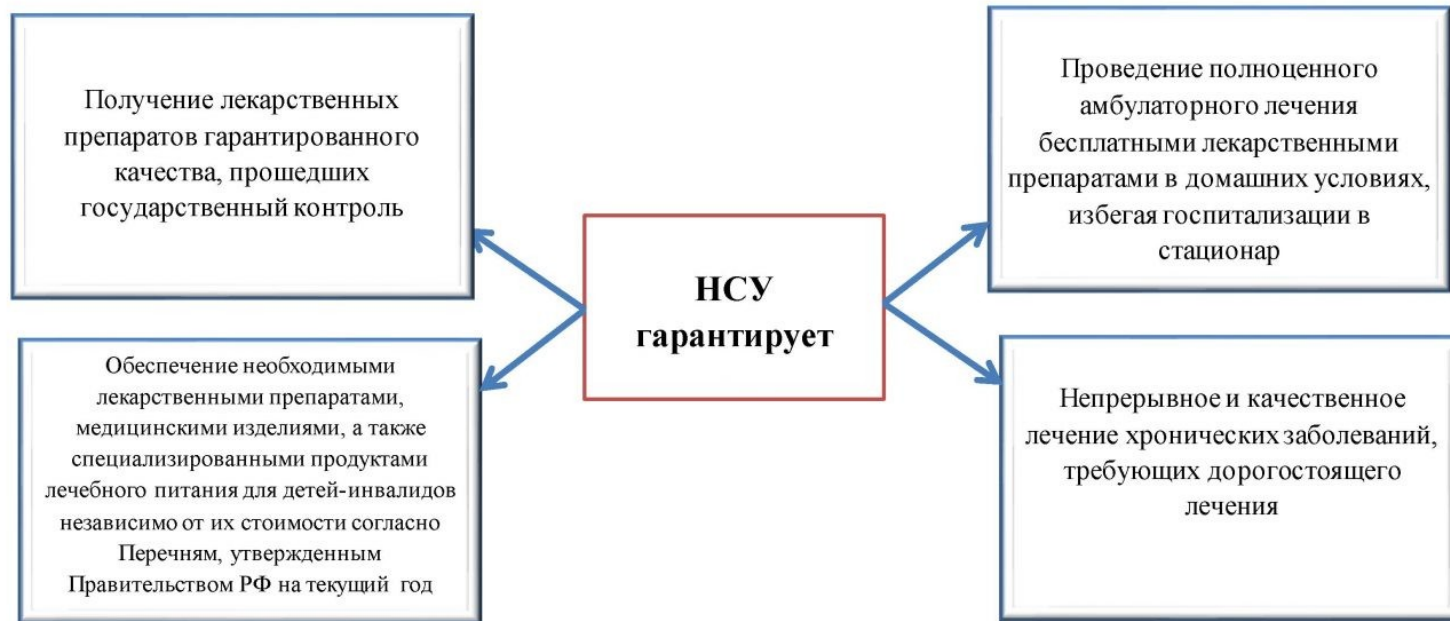 Получение лекарственных
препаратов гарантированного
качества, прошедших
государственный контроль
Проведение полноценного
амбулаторного лечения
бесплатными лекарственными
препаратами в домашних условиях,
избегая госпитализации в
стационар
НСУ
гарантирует
Обеспечение необходимыми
лекарственными препаратами,
медицинскими изделиями, а также
специализированными продуктами
лечебного питания для детей-инвалидов
независимо от их стоимости согласно
Перечням, утвержденным
Правительством РФ на текущий год
Непрерывное и качественное
лечение хронических заболеваний,
требующих дорогостоящего
лечения